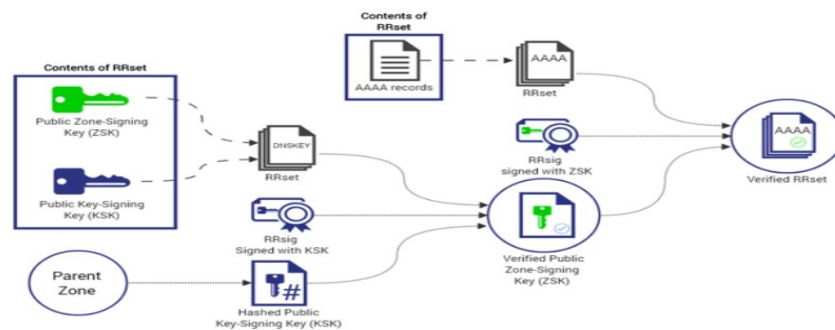 Contents of
RRset
AAAA records
AAAA
RRset
Contents of RRset
Public Zone-Signing
Key (ZSK)
Public Key-Signing
Key (KSK)
DNSKEY
RRset
RRsig
signed with ZSK
AAAA
Verified RRset
RRsig
Signed with KSK
Verified Public
Zone-Signing
Key (ZSK)
Parent
Zone
#
Hashed Public
Key-Signing Key (KSK)